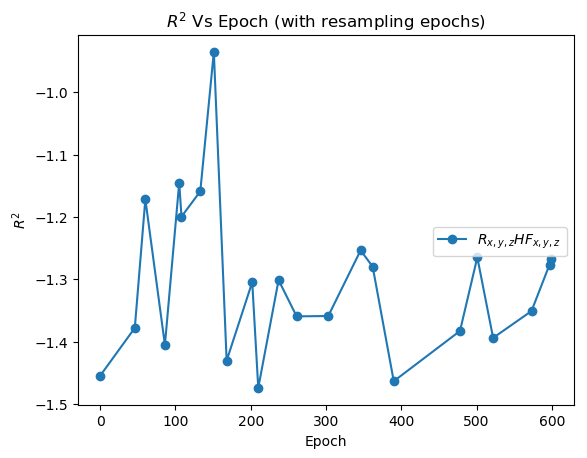 $R^2$ Vs Epoch (with resampling epochs)
$R^2$
−1.0
−1.1
−1.2
−1.3
−1.4
−1.5
$R_{x,y,z}HF_{x,y,z}$
0 100 200 300 400 500 600
Epoch